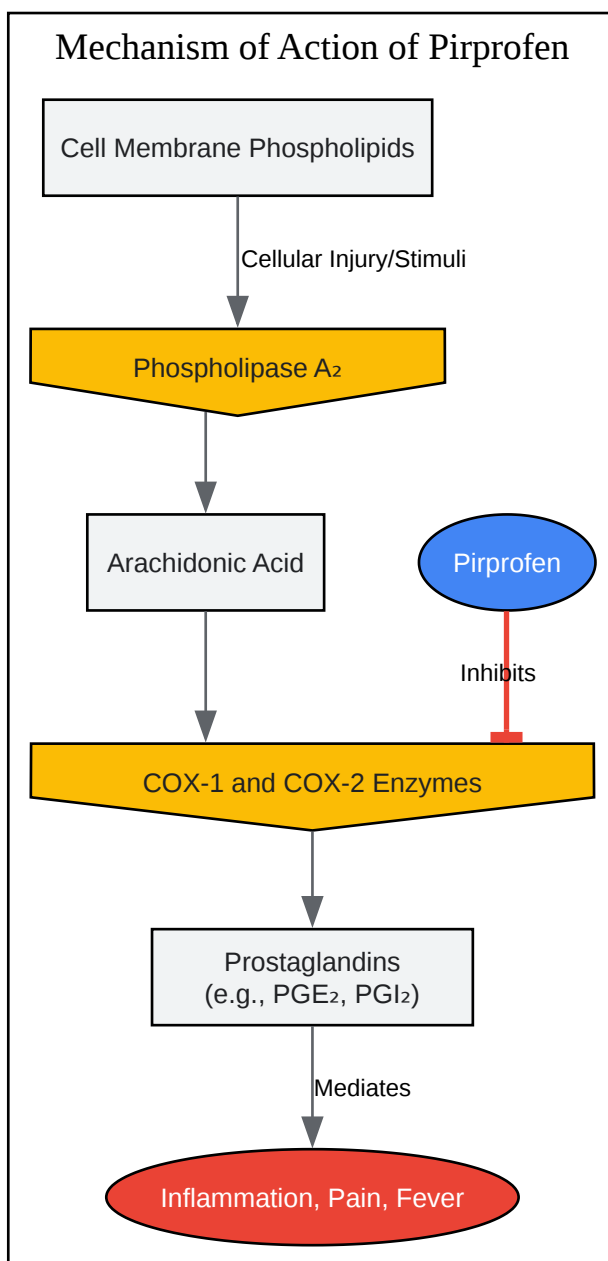 Mechanism of Action of Pirprofen
Cell Membrane Phospholipids
Cellular Injury/Stimuli
Phospholipase A₂
Arachidonic Acid
Pirprofen
Inhibits
COX-1 and COX-2 Enzymes
Prostaglandins
(e.g., PGE₂, PGI₂)
Mediates
Inflammation, Pain, Fever